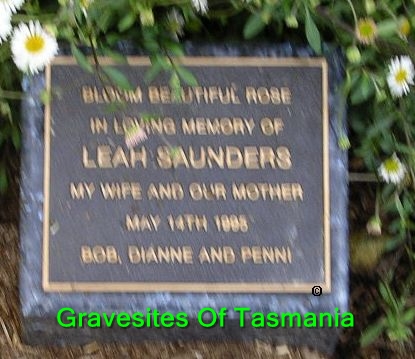 BLOOM BEAUTIFUL ROSE
IN LOVING MEMORY OF
LEAH SAUNDERS
MY WIFE AND OUR MOTHER
MAY 14TH 1995
BOB, DIANNE AND PENNI
©
Gravesites Of Tasmania